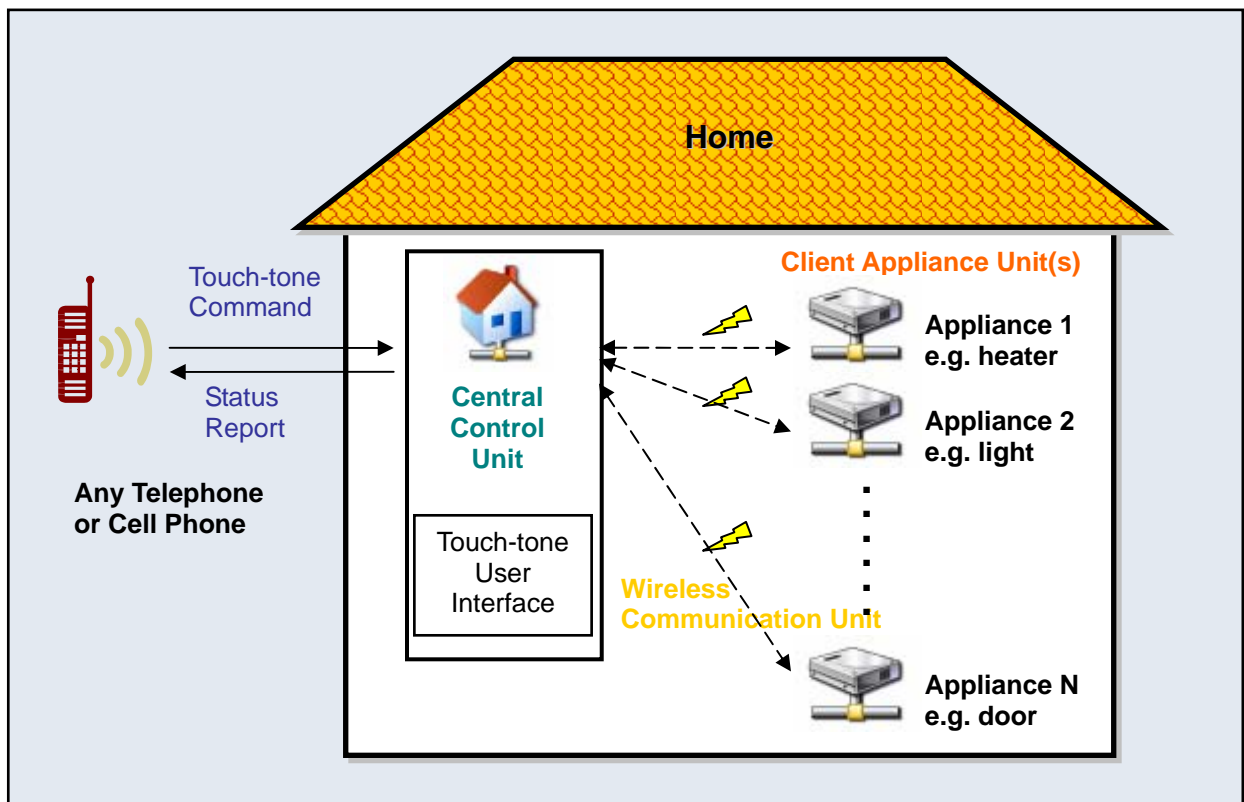 Home
Touch-tone
Command
Status
Report
Any Telephone
or Cell Phone
Central
Control
Unit
Touch-tone
User
Interface
Client Appliance Unit(s)
Appliance 1
e.g. heater
Appliance 2
e.g. light
Wireless
Communication Unit
Appliance N
e.g. door